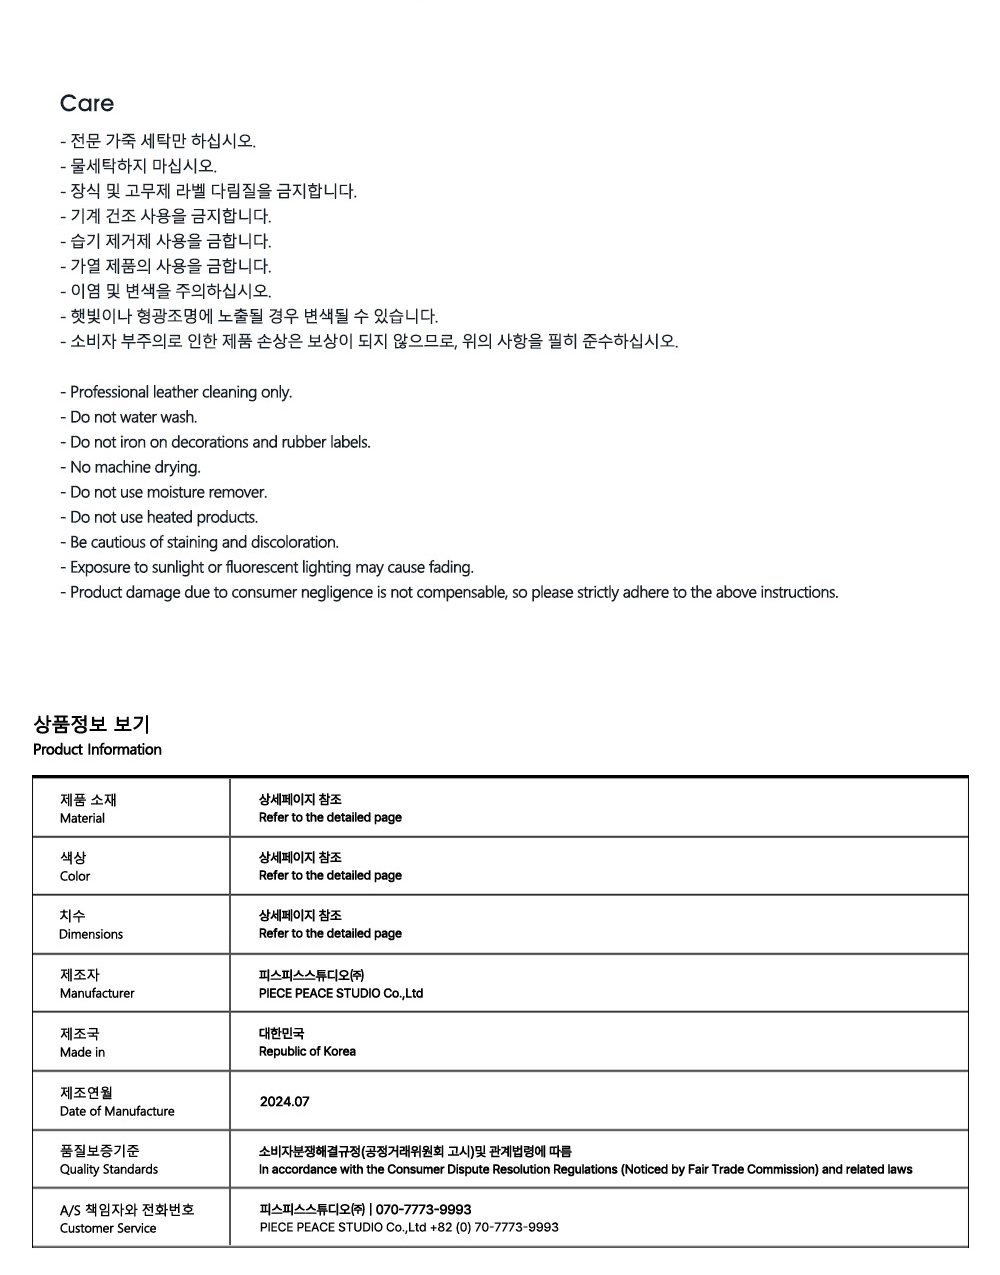 Care
- 전문 가죽 세탁만 하십시오.
- 물세탁하지 마십시오.
- 장식 및 고무제 라벨 다림질을 금지합니다.
- 기계 건조 사용을 금지합니다.
- 습기 제거제 사용을 금합니다.
- 가열 제품의 사용을 금합니다.
- 이염 및 변색을 주의하십시오.
- 햇빛이나 형광조명에 노출될 경우 변색될 수 있습니다.
- 소비자 부주의로 인한 제품 손상은 보상이 되지 않으므로, 위의 사항을 필히 준수하십시오.
- Professional leather cleaning only.
- Do not water wash.
- Do not iron on decorations and rubber labels.
- No machine drying.
- Do not use moisture remover.
- Do not use heated products.
- Be cautious of staining and discoloration.
- Exposure to sunlight or fluorescent lighting may cause fading.
- Product damage due to consumer negligence is not compensable, so please strictly adhere to the above instructions.
상품정보 보기
Product Information
제품 소재
Material
상세페이지 참조
Refer to the detailed page
색상
Color
상세페이지 참조
Refer to the detailed page
치수
Dimensions
상세페이지 참조
Refer to the detailed page
제조자
Manufacturer
피스피스스튜디오㈜
PIECE PEACE STUDIO Co.,Ltd
제조국
Made in
대한민국
Republic of Korea
제조연월
Date of Manufacture
2024.07
품질보증기준
Quality Standards
소비자분쟁해결규정(공정거래위원회 고시)및 관계법령에 따름
In accordance with the Consumer Dispute Resolution Regulations (Noticed by Fair Trade Commission) and related laws
A/S 책임자와 전화번호
Customer Service
피스피스스튜디오㈜ | 070-7773-9993
PIECE PEACE STUDIO Co.,Ltd +82 (0) 70-7773-9993